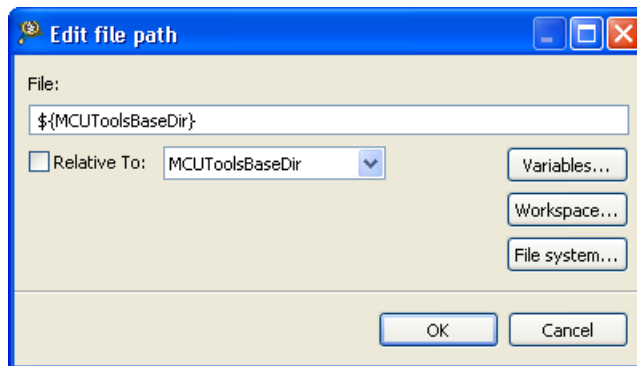 Edit file path
File:
${MCUToolsBaseDir}
Relative To: MCUToolsBaseDir Variables...
Workspace...
File system...
OK Cancel